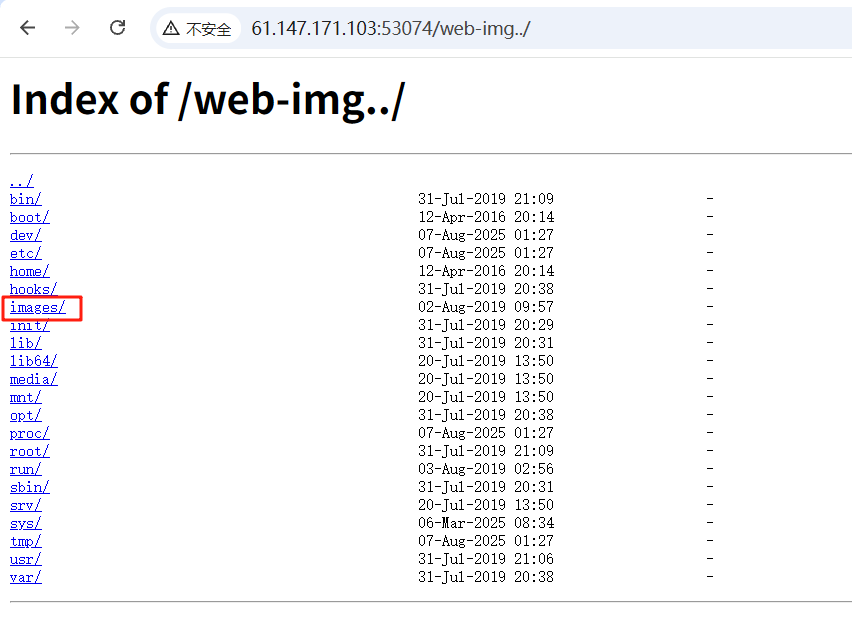 不安全 61.147.171.103:53074/web-img../
Index of /web-img../
../
bin/ 31-Jul-2019 21:09 -
boot/ 12-Apr-2016 20:14 -
dev/ 07-Aug-2025 01:27 -
etc/ 07-Aug-2025 01:27 -
home/ 12-Apr-2016 20:14 -
hooks/ 31-Jul-2019 20:38 -
images/ 02-Aug-2019 09:57 -
init/ 31-Jul-2019 20:29 -
lib/ 31-Jul-2019 20:31 -
lib64/ 20-Jul-2019 13:50 -
media/ 20-Jul-2019 13:50 -
mnt/ 20-Jul-2019 13:50 -
opt/ 31-Jul-2019 20:38 -
proc/ 07-Aug-2025 01:27 -
root/ 31-Jul-2019 21:09 -
run/ 03-Aug-2019 02:56 -
sbin/ 31-Jul-2019 20:31 -
srv/ 20-Jul-2019 13:50 -
sys/ 06-Mar-2025 08:34 -
tmp/ 07-Aug-2025 01:27 -
usr/ 31-Jul-2019 21:06 -
var/ 31-Jul-2019 20:38 -